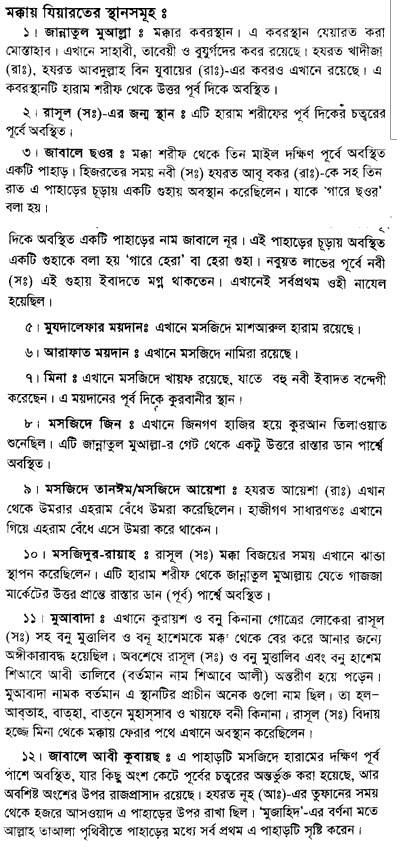 মক্কায় যিয়ারতের স্থানসমূহ ঃ
১। জান্নাতুল মুআল্লা ঃ মক্কার কবরস্থান। এ কবরস্থান যেয়ারত করা
মোস্তাহাব। এখানে সাহাবী, তাবেয়ী ও বুযুর্গদের কবর রয়েছে। হযরত খাদীজা
(রাঃ), হযরত আবদুল্লাহ বিন যুবায়ের (রাঃ)-এর কবরও এখানে রয়েছে। এ
কবরস্থানটি হারাম শরীফ থেকে উত্তর পূর্ব দিকে অবস্থিত।
২। রাসূল (সঃ)-এর জন্ম স্থান ঃ এটি হারাম শরীফের পূর্ব দিকের চত্বরের
পূর্বে অবস্থিত।
৩। জাবালে ছওর ঃ মক্কা শরীফ থেকে তিন মাইল দক্ষিণ পূর্বে অবস্থিত
একটি পাহাড়। হিজরতের সময় নবী (সঃ) হযরত আবূ বকর (রাঃ)-কে সহ তিন
রাত এ পাহাড়ের চূড়ায় একটি গুহায় অবস্থান করেছিলেন। যাকে ‘গারে ছওর’
বলা হয়।
দিকে অবস্থিত একটি পাহাড়ের নাম জাবালে নূর। এই পাহাড়ের চূড়ায় অবস্থিত
একটি গুহাকে বলা হয় ‘গারে হেরা’ বা হেরা গুহা। নবুয়ত লাভের পূর্বে নবী
(সঃ) এই গুহায় ইবাদতে মগ্ন থাকতেন। এখানেই সর্বপ্রথম ওহী নাযেল
হয়েছিল।
৫। মুযদালেফার ময়দানঃ এখানে মসজিদে মাশআরুল হারাম রয়েছে।
৬। আরাফাত ময়দান ঃ এখানে মসজিদে নামিরা রয়েছে।
৭। মিনা ঃ এখানে মসজিদে খায়ফ রয়েছে, যাতে বহু নবী ইবাদত বন্দেগী
করেছেন। এ ময়দানের পূর্ব দিকে কুরবানীর স্থান।
৮। মসজিদে জিন ঃ এখানে জিনগণ হাজির হয়ে কুরআন তিলাওয়াত
শুনেছিল। এটি জান্নাতুল মুআল্লা-র গেট থেকে একটু উত্তরে রাস্তার ডান পার্শ্বে
অবস্থিত।
৯। মসজিদে তানঈম/মসজিদে আয়েশা ঃ হযরত আয়েশা (রাঃ) এখান
থেকে উমরার এহরাম বেঁধে উমরা করেছিলেন। হাজীগণ সাধারণতঃ এখানে
গিয়ে এহরাম বেঁধে এসে উমরা করে থাকেন।
১০। মসজিদুর-রায়াহ ঃ রাসূল (সঃ) মক্কা বিজয়ের সময় এখানে ঝান্ডা
স্থাপন করেছিলেন। এটি হারাম শরীফ থেকে জান্নাতুল মুআল্লায় যেতে গাজ্জা
মার্কেটের উত্তর প্রান্তে রাস্তার ডান (পূর্ব) পার্শ্বে অবস্থিত।
১১। মুআবাদা ঃ এখানে কুরায়শ ও বনু কিনানা গোত্রের লোকেরা রাসূল
(সঃ) সহ বনু মুত্তালিব ও বনূ হাশেমকে মক্কা থেকে বের করে আনার জন্যে
অঙ্গীকারাবদ্ধ হয়েছিল। অবশেষে রাসূল (সঃ) ও বনু মুত্তালিব এবং বনু হাশেম
শিআবে আবী তালিবে (বর্তমান নাম শিআবে আলী) অন্তরীণ হয়ে পড়েন।
মুআবাদা নামক বর্তমান এ স্থানটির প্রাচীন অনেক গুলো নাম ছিল। তা হল–
আবতাহ, বাত্হা, বাতনে মুহাস্সাব ও খায়ফে বনী কিনানা। রাসূল (সঃ) বিদায়
হজ্জে মিনা থেকে মক্কায় ফেরার পথে এখানে অবস্থান করেছিলেন।
১২। জাবালে আবী কুবায়ছ ঃ এ পাহাড়টি মসজিদে হারামের দক্ষিণ পূর্ব
পাশে অবস্থিত, যার কিছু অংশ কেটে পূর্বের চত্বরের অন্তর্ভুক্ত করা হয়েছে, আর
অবশিষ্ট অংশের উপর রাজপ্রাসাদ রয়েছে। হযরত নূহ (আঃ)-এর তুফানের সময়
থেকে হজরে আসওয়াদ এ পাহাড়ের উপর রাখা ছিল। ‘মুজাহিদ’-এর বর্ণনা মতে
আল্লাহ তাআলা পৃথিবীতে পাহাড়ের মধ্যে সর্ব প্রথম এ পাহাড়টি সৃষ্টি করেন।